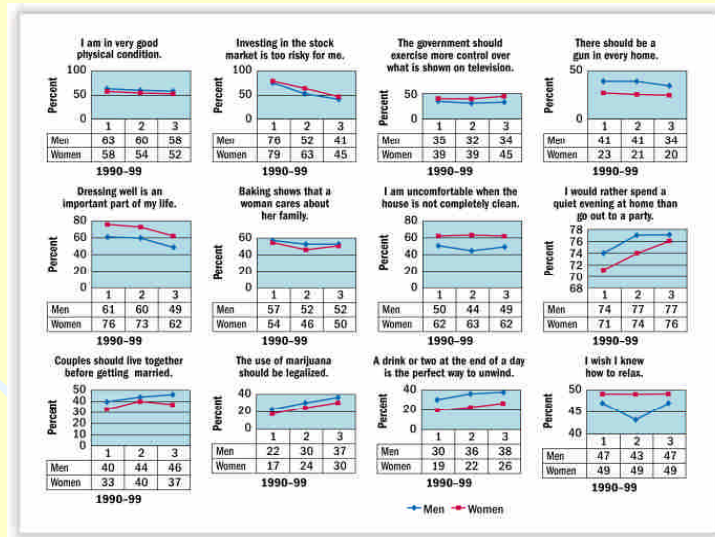 I am in very good
physical condition.
100
50
0
Percent
1 2 3
Men 63 60 58
Women 58 54 52
1990–99
Investing in the stock
market is too risky for me.
100
50
0
Percent
1 2 3
Men 76 52 41
Women 79 63 45
1990–99
The government should
exercise more control over
what is shown on television.
50
0
Percent
1 2 3
Men 35 32 34
Women 39 39 45
1990–99
There should be a
gun in every home.
50
0
Percent
1 2 3
Men 41 41 34
Women 23 21 20
1990–99
Dressing well is an
important part of my life.
80
60
40
20
0
Percent
1 2 3
Men 61 60 49
Women 76 73 62
1990–99
Baking shows that a
woman cares about
her family.
60
40
20
0
Percent
1 2 3
Men 57 52 52
Women 54 46 50
1990–99
I am uncomfortable when the
house is not completely clean.
80
60
40
20
0
Percent
1 2 3
Men 50 44 49
Women 62 63 62
1990–99
I would rather spend a
quiet evening at home than
go out to a party.
78
76
74
72
70
68
Percent
1 2 3
Men 74 77 77
Women 71 74 76
1990–99
Couples should live together
before getting married.
50
40
30
20
10
0
Percent
1 2 3
Men 40 44 46
Women 33 40 37
1990–99
The use of marijuana
should be legalized.
40
20
0
Percent
1 2 3
Men 22 30 37
Women 17 24 30
1990–99
A drink or two at the end of a day
is the perfect way to unwind.
40
20
0
Percent
1 2 3
Men 30 36 38
Women 19 22 26
1990–99
I wish I knew
how to relax.
50
45
40
Percent
1 2 3
Men 47 43 47
Women 49 49 49
1990–99
Men Women